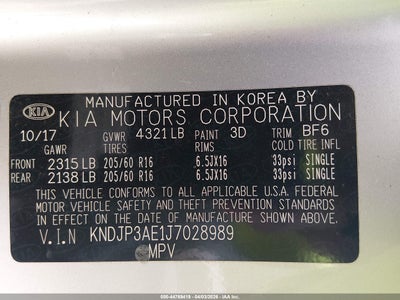 MANUFACTURED IN KOREA BY
KIA KIA MOTORS CORPORATION
10/17 GVWR 4321 LB PAINT 3D TRIM BF6
GAWR TIRES RIMS COLD TIRE INFL
FRONT 2315 LB 205/60 R16 6.5JX16 33psi SINGLE
REAR 2138 LB 205/60 R16 6.5JX16 33psi SINGLE
THIS VEHICLE CONFORMS TO ALL APPLICABLE U.S.A. FEDERAL
MOTOR VEHICLE SAFETY AND THEFT PREVENTION STANDARDS IN
EFFECT ON THE DATE OF MANUFACTURE SHOWN ABOVE.
V.I.N KNDJP3AE1J7028989
MPV